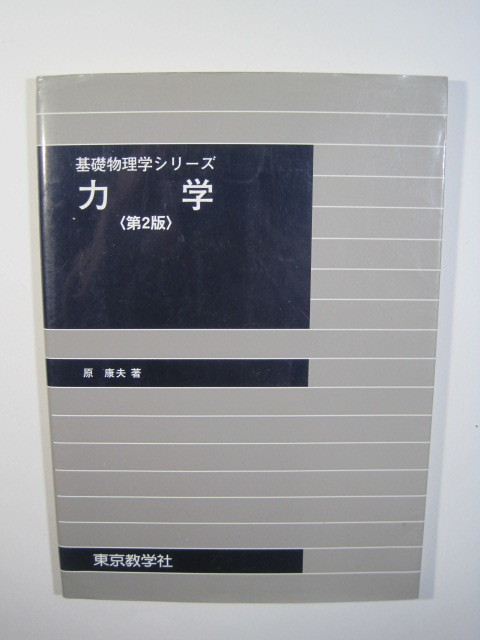 基礎物理学シリーズ
力 学
〈第2版〉
原 康夫 著
東京教学社